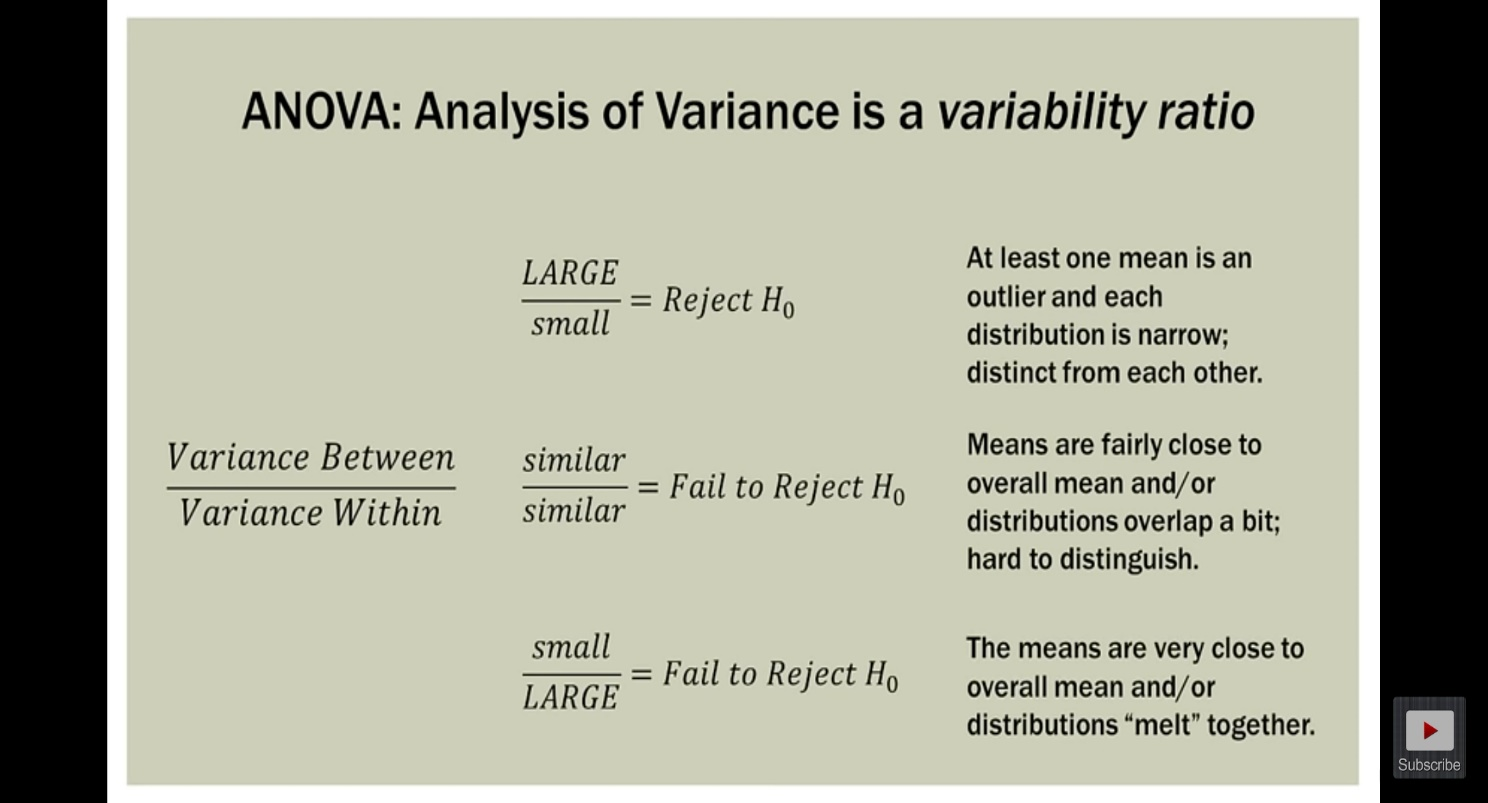 ANOVA: Analysis of Variance is a variability ratio
Variance Between
Variance Within
LARGE
small
= Reject H₀
At least one mean is an
outlier and each
distribution is narrow;
distinct from each other.
similar
similar
= Fail to Reject H₀
Means are fairly close to
overall mean and/or
distributions overlap a bit;
hard to distinguish.
small
LARGE
= Fail to Reject H₀
The means are very close to
overall mean and/or
distributions “melt” together.
Subscribe